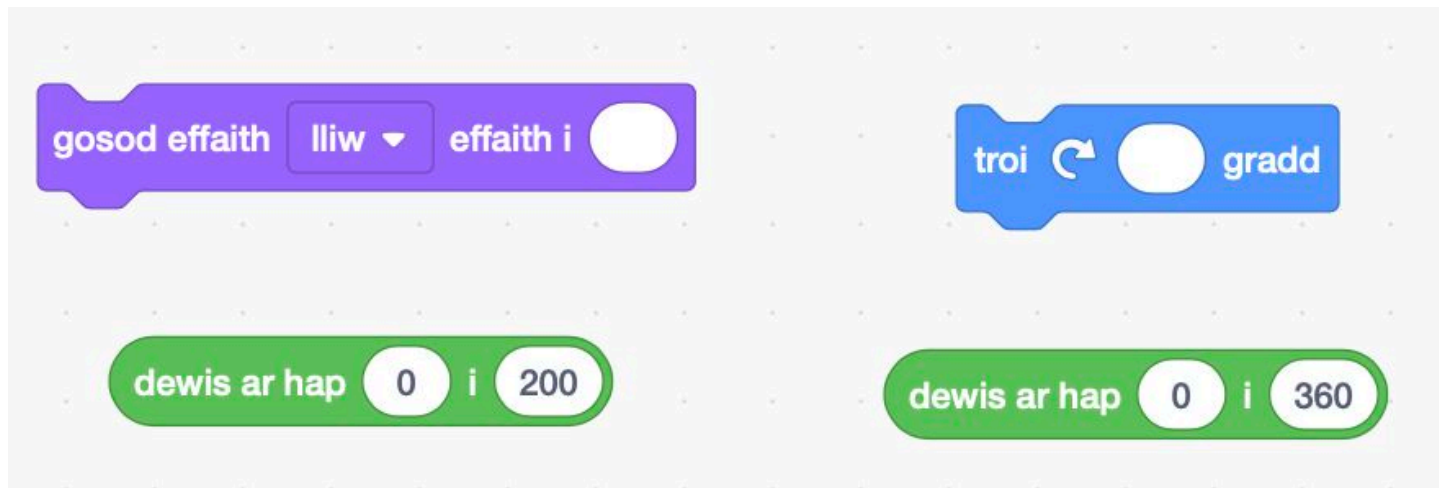 gosod effaith lliw effaith i
troi gradd
dewis ar hap 0 i 200
dewis ar hap 0 i 360